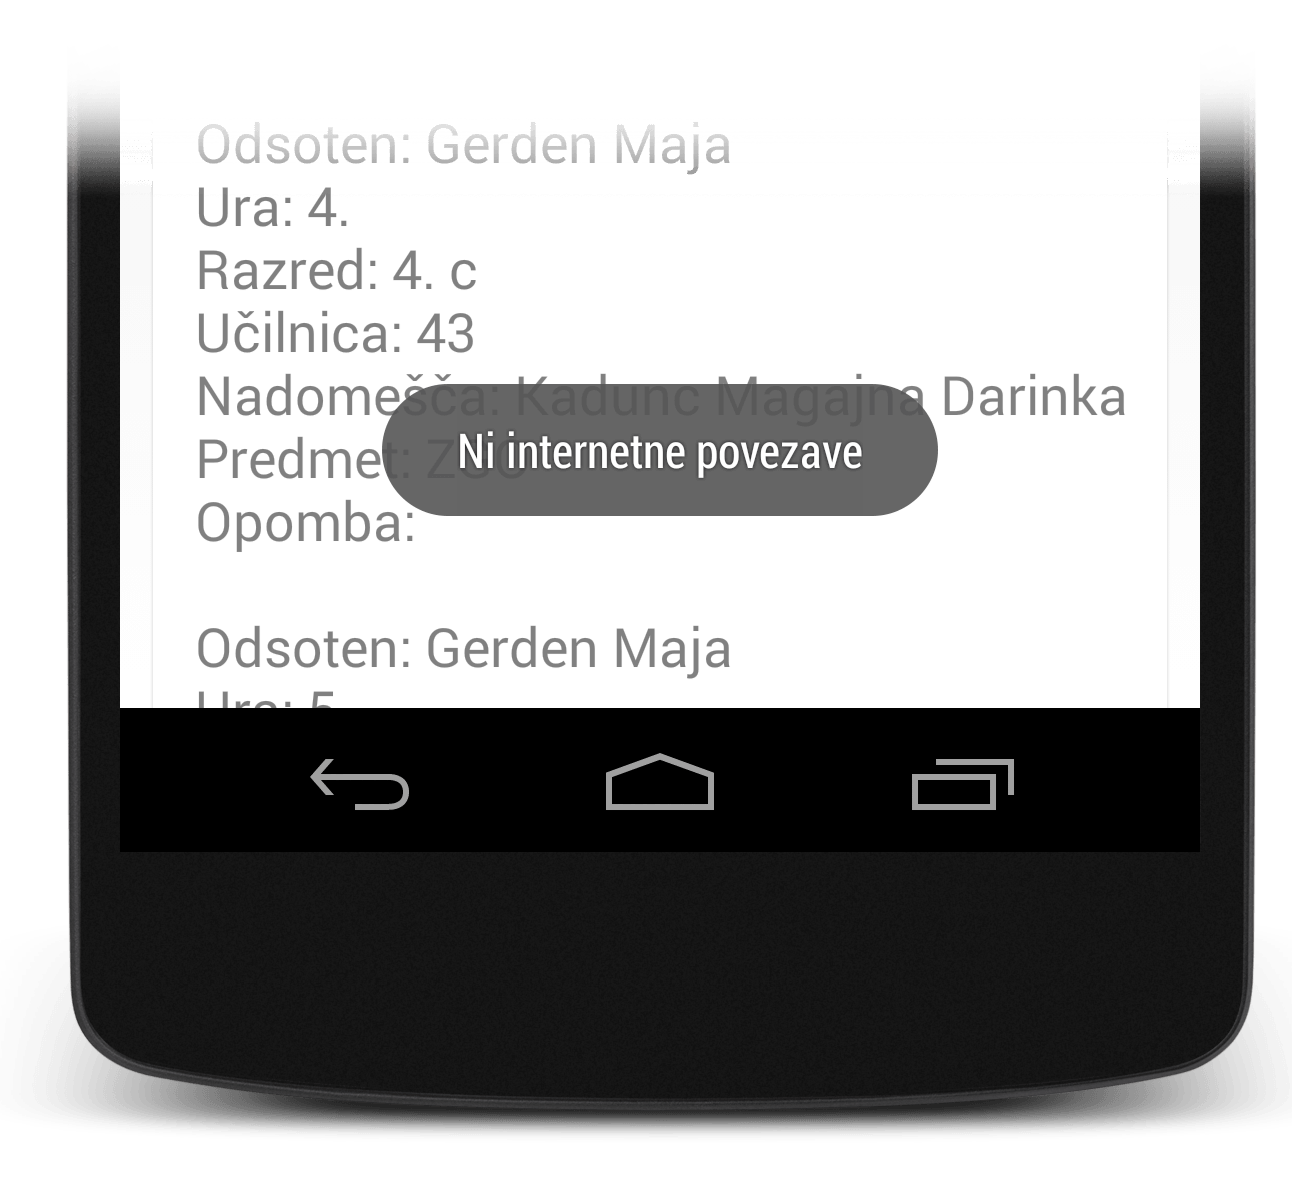 Odsoten: Gerden Maja
Ura: 4.
Razred: 4. c
Učilnica: 43
Nadomešča: Kadunc Magajna Darinka
Predmet:
Ni internetne povezave
Opomba:
Odsoten: Gerden Maja
Ura: 5.